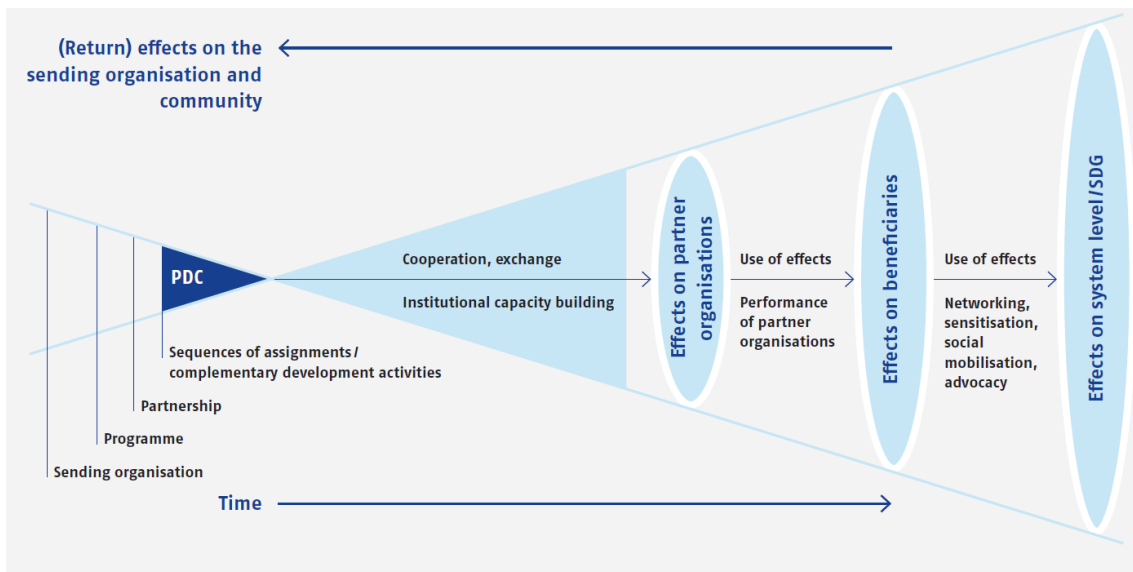 (Return) effects on the
sending organisation and
community
PDC
Cooperation, exchange
Institutional capacity building
Effects on partner
organisations
Use of effects
Performance
of partner
organisations
Effects on beneficiaries
Use of effects
Networking,
sensitisation,
social
mobilisation,
advocacy
Effects on system level/SDG
Sequences of assignments/
complementary development activities
Partnership
Programme
Sending organisation
Time